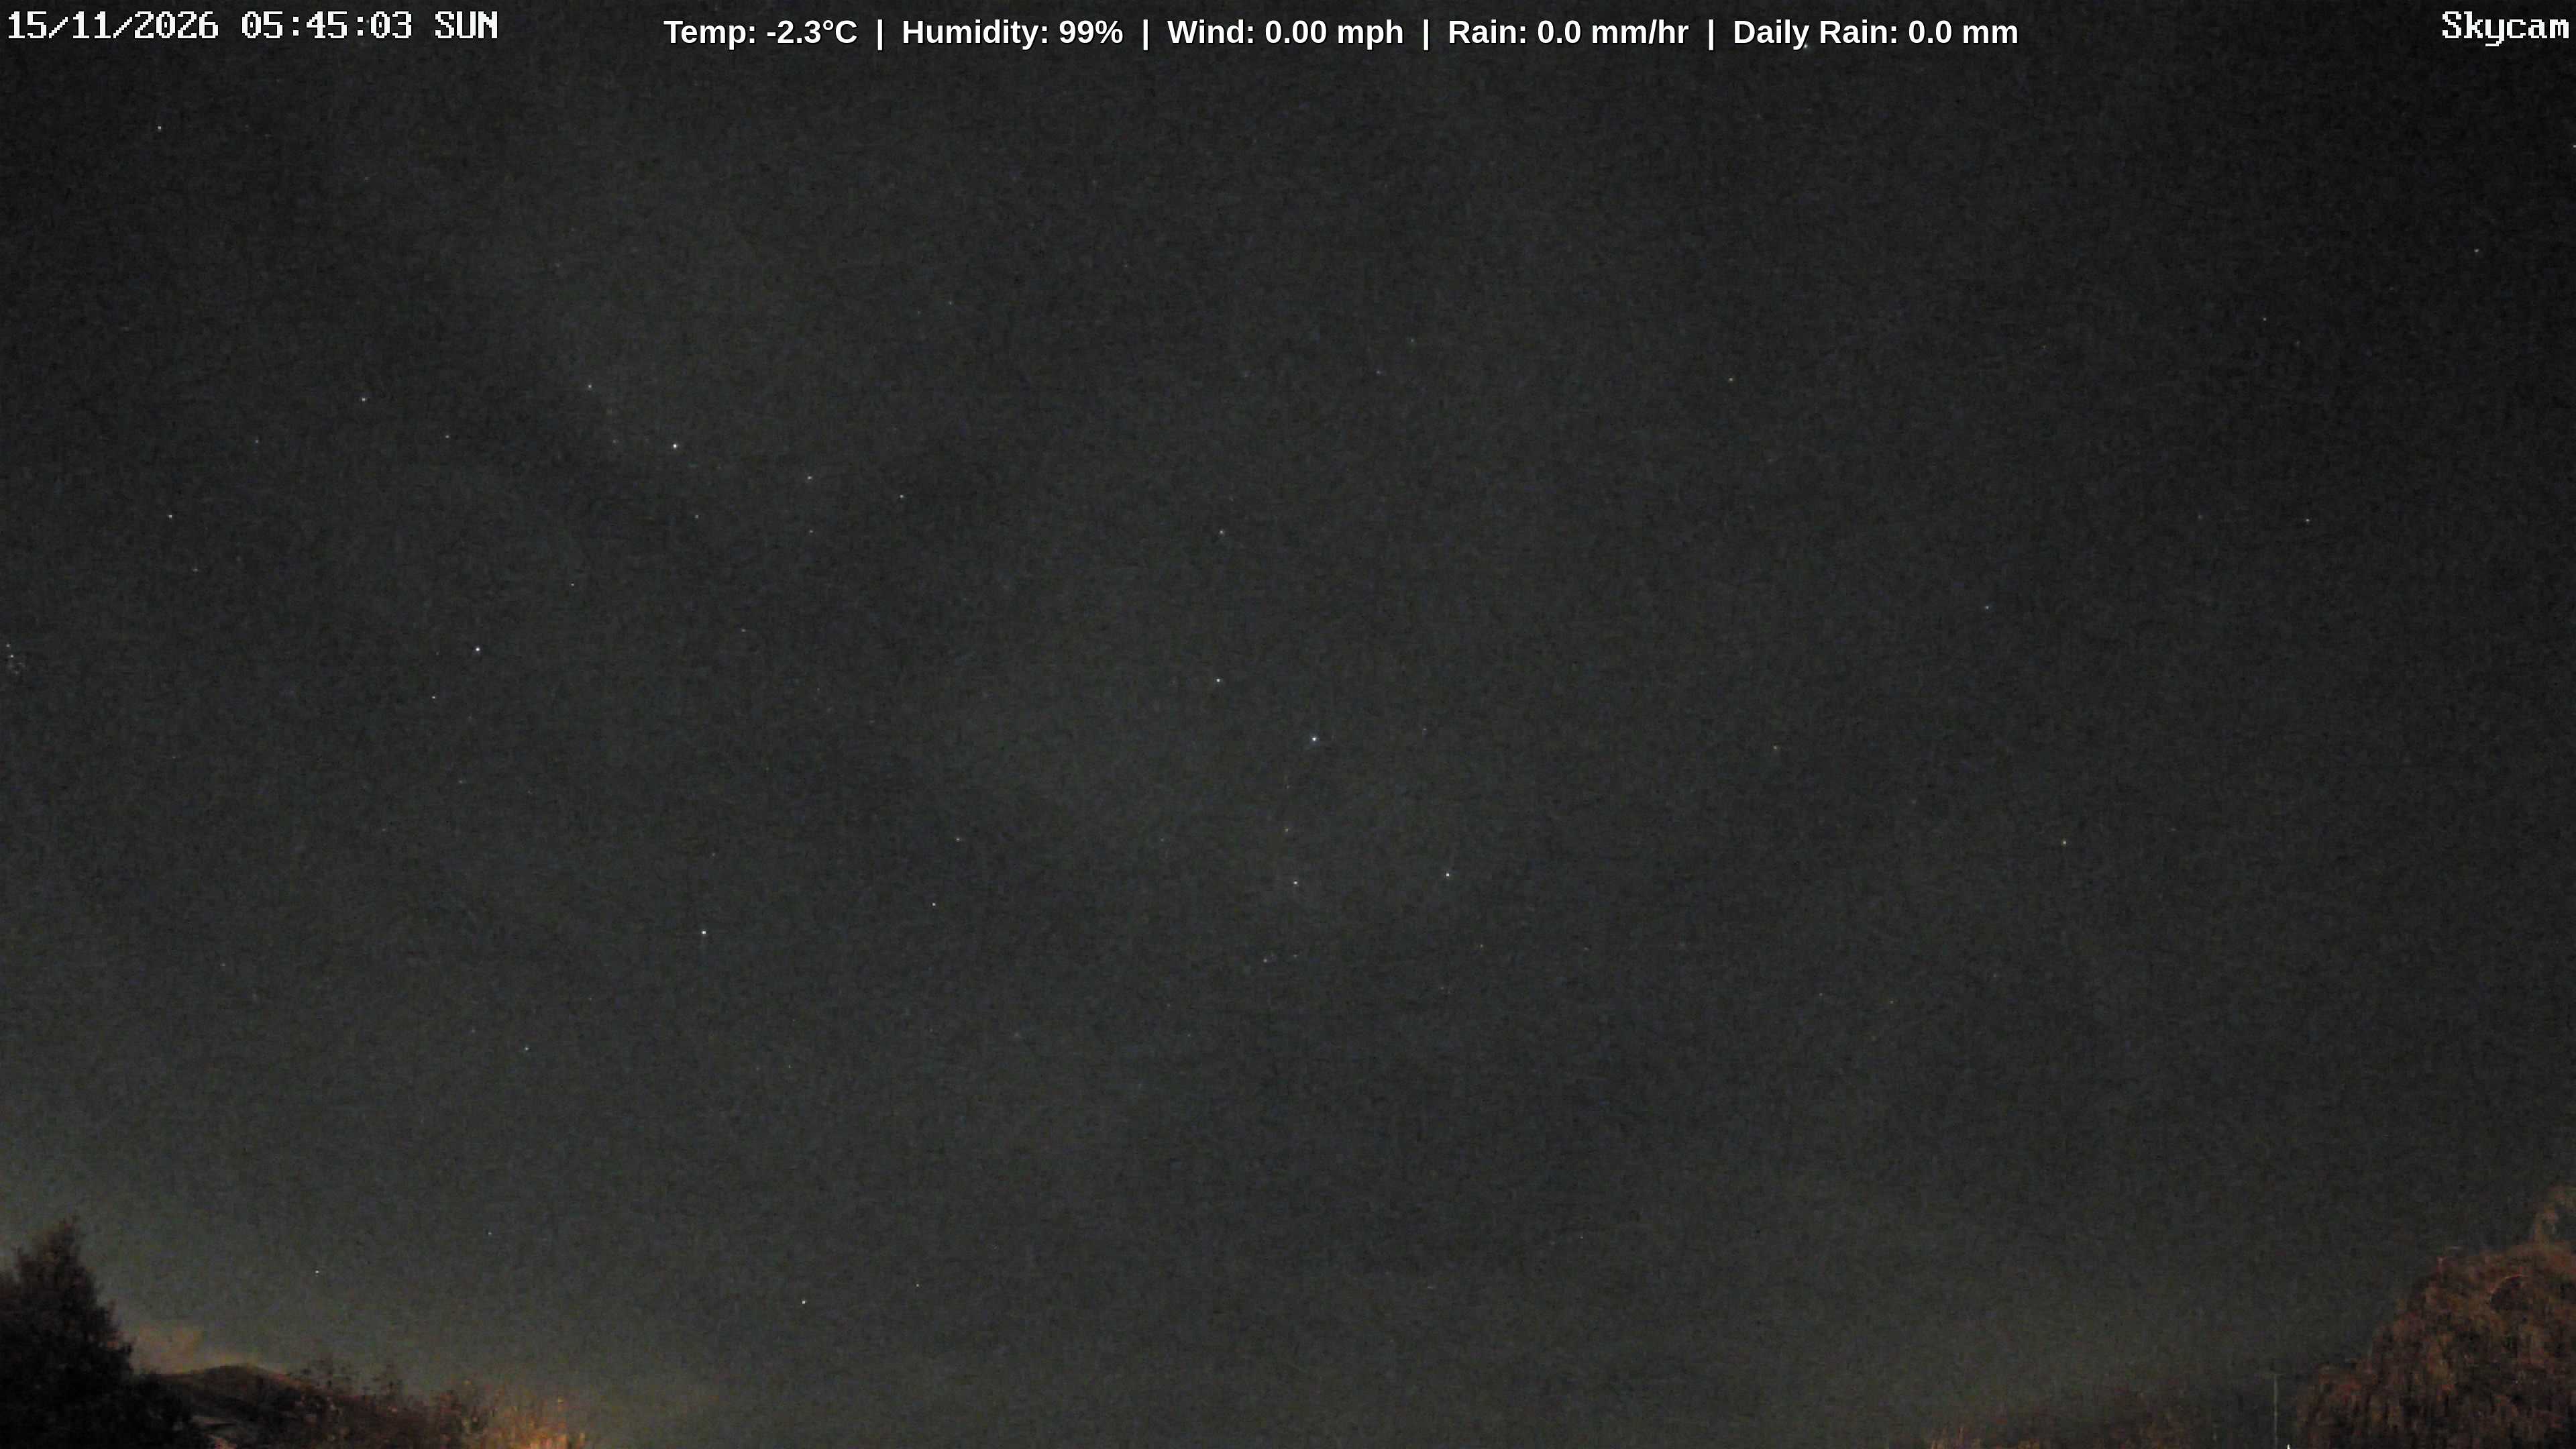 15/11/2026 05:45:03 SUN
Temp: -2.3°C | Humidity: 99% | Wind: 0.00 mph | Rain: 0.0 mm/hr | Daily Rain: 0.0 mm
Skycam